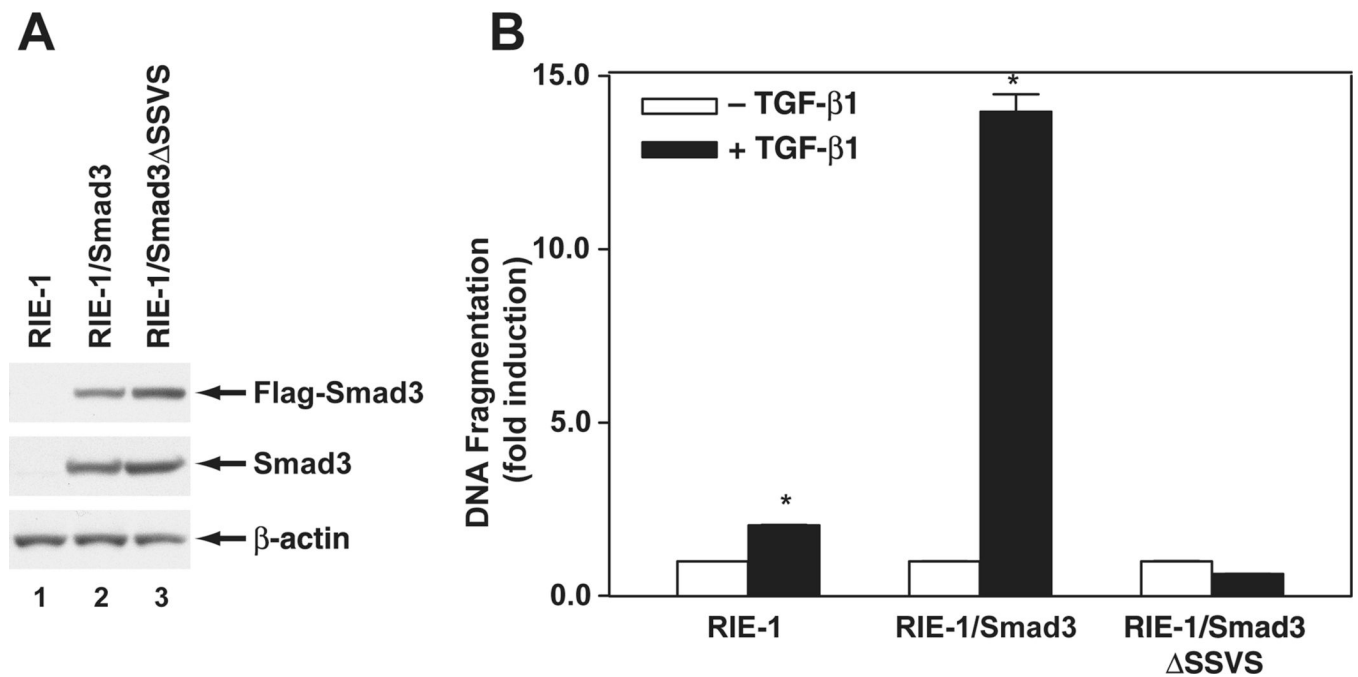 A
RIE-1
RIE-1/Smad3
RIE-1/Smad3ΔSSVS
Flag-Smad3
Smad3
β-actin
1 2 3
B
DNA Fragmentation
(fold induction)
15.0
10.0
5.0
0.0
– TGF-β1
+ TGF-β1
*
*
RIE-1
RIE-1/Smad3
RIE-1/Smad3
ΔSSVS